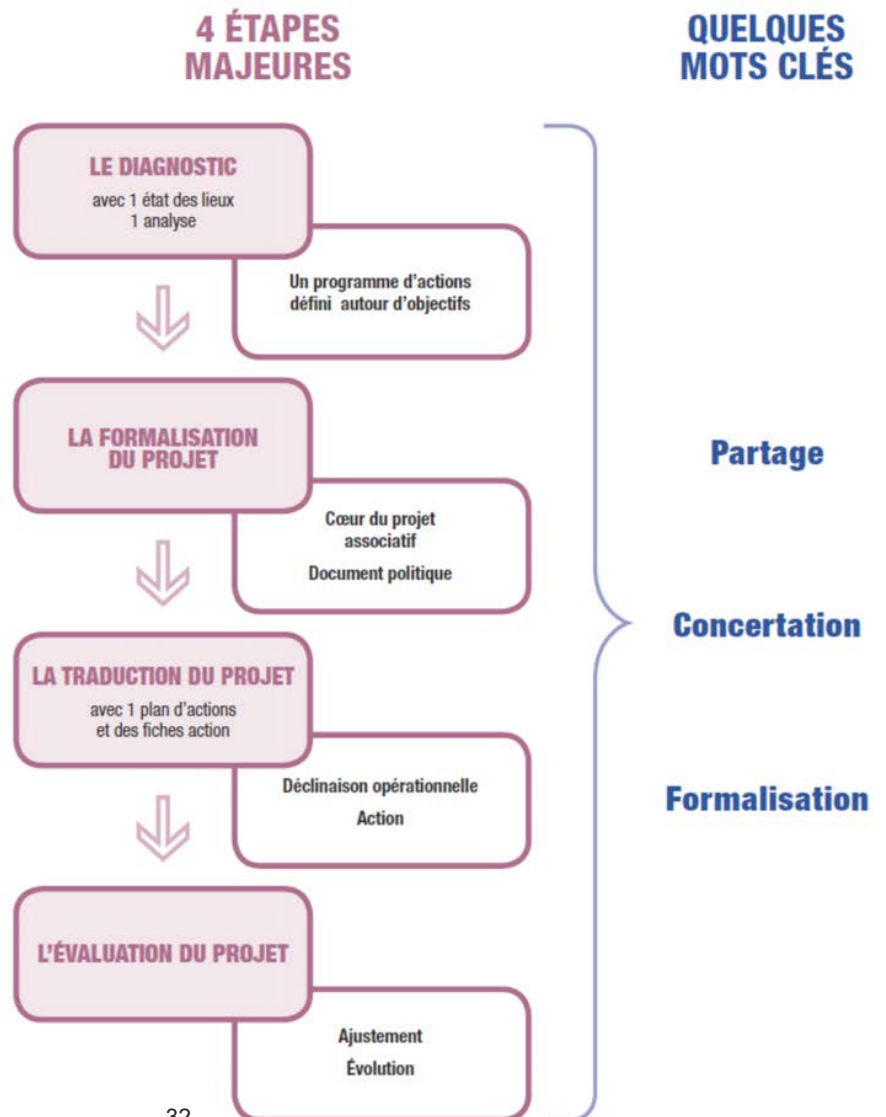 4 ÉTAPES
MAJEURES
QUELQUES
MOTS CLÉS
LE DIAGNOSTIC
avec 1 état des lieux
1 analyse
Un programme d'actions
défini autour d'objectifs
LA FORMALISATION
DU PROJET
Cœur du projet
associatif
Document politique
LA TRADUCTION DU PROJET
avec 1 plan d'actions
et des fiches action
Déclinaison opérationnelle
Action
L'ÉVALUATION DU PROJET
Ajustement
Évolution
Partage
Concertation
Formalisation
32